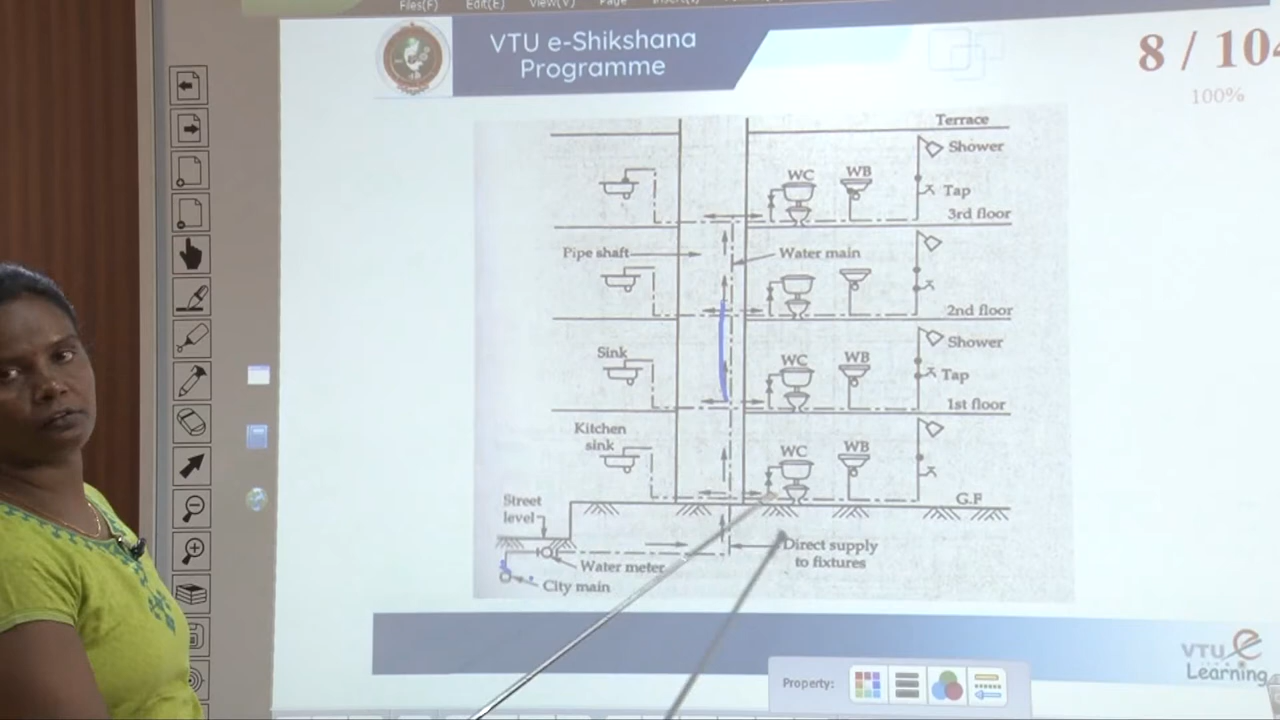 Files(F) Edit(E) View(V) Page Insert(I)
VTU e-Shikshana
Programme
8 / 104
100%
Terrace
Shower
WC WB
Tap
3rd floor
Pipe shaft
Water main
2nd floor
Sink
Shower
WC WB
Tap
1st floor
Kitchen
sink
WC WB
G.F
Street
level
Direct supply
to fixtures
Water meter
City main
VTU e
Learning
Property: